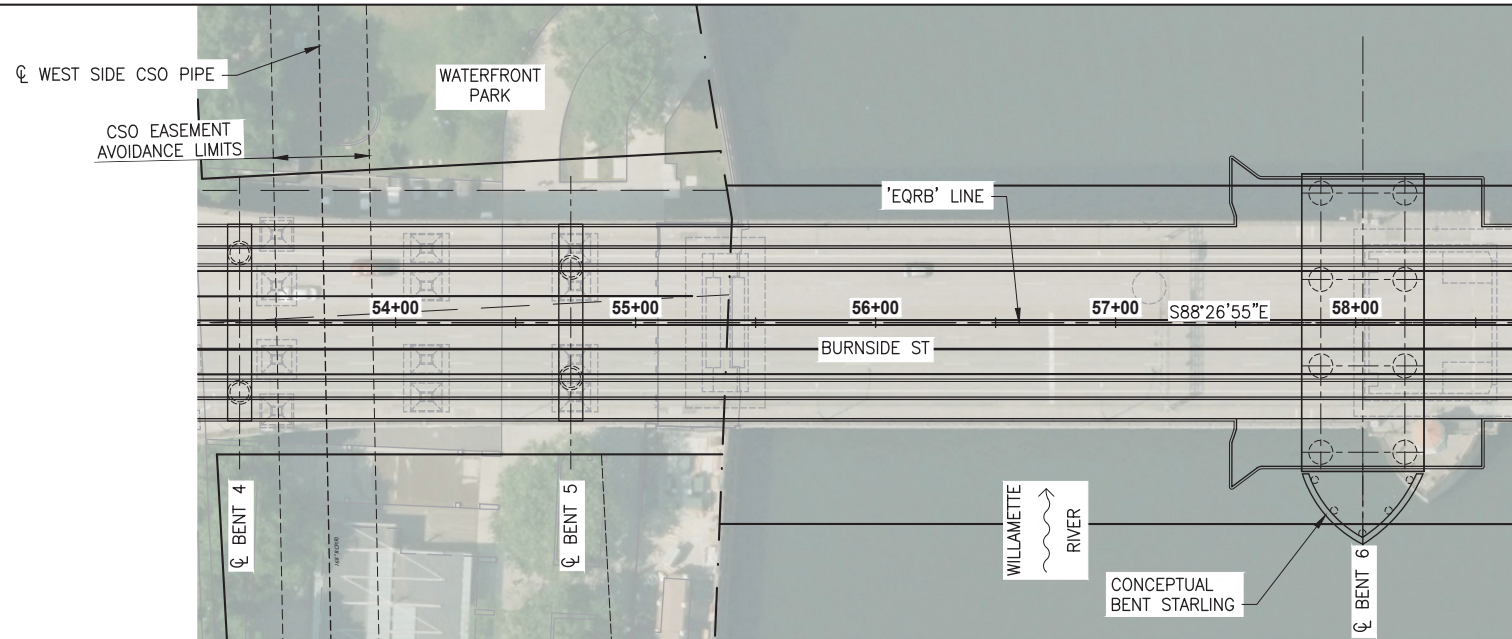 ℄ WEST SIDE CSO PIPE
WATERFRONT
PARK
CSO EASEMENT
AVOIDANCE LIMITS
'EQRB' LINE
54+00
55+00
56+00
57+00
S88°26'55"E
58+00
BURNSIDE ST
℄ BENT 4
℄ BENT 5
WILLAMETTE
RIVER
CONCEPTUAL
BENT STARLING
℄ BENT 6